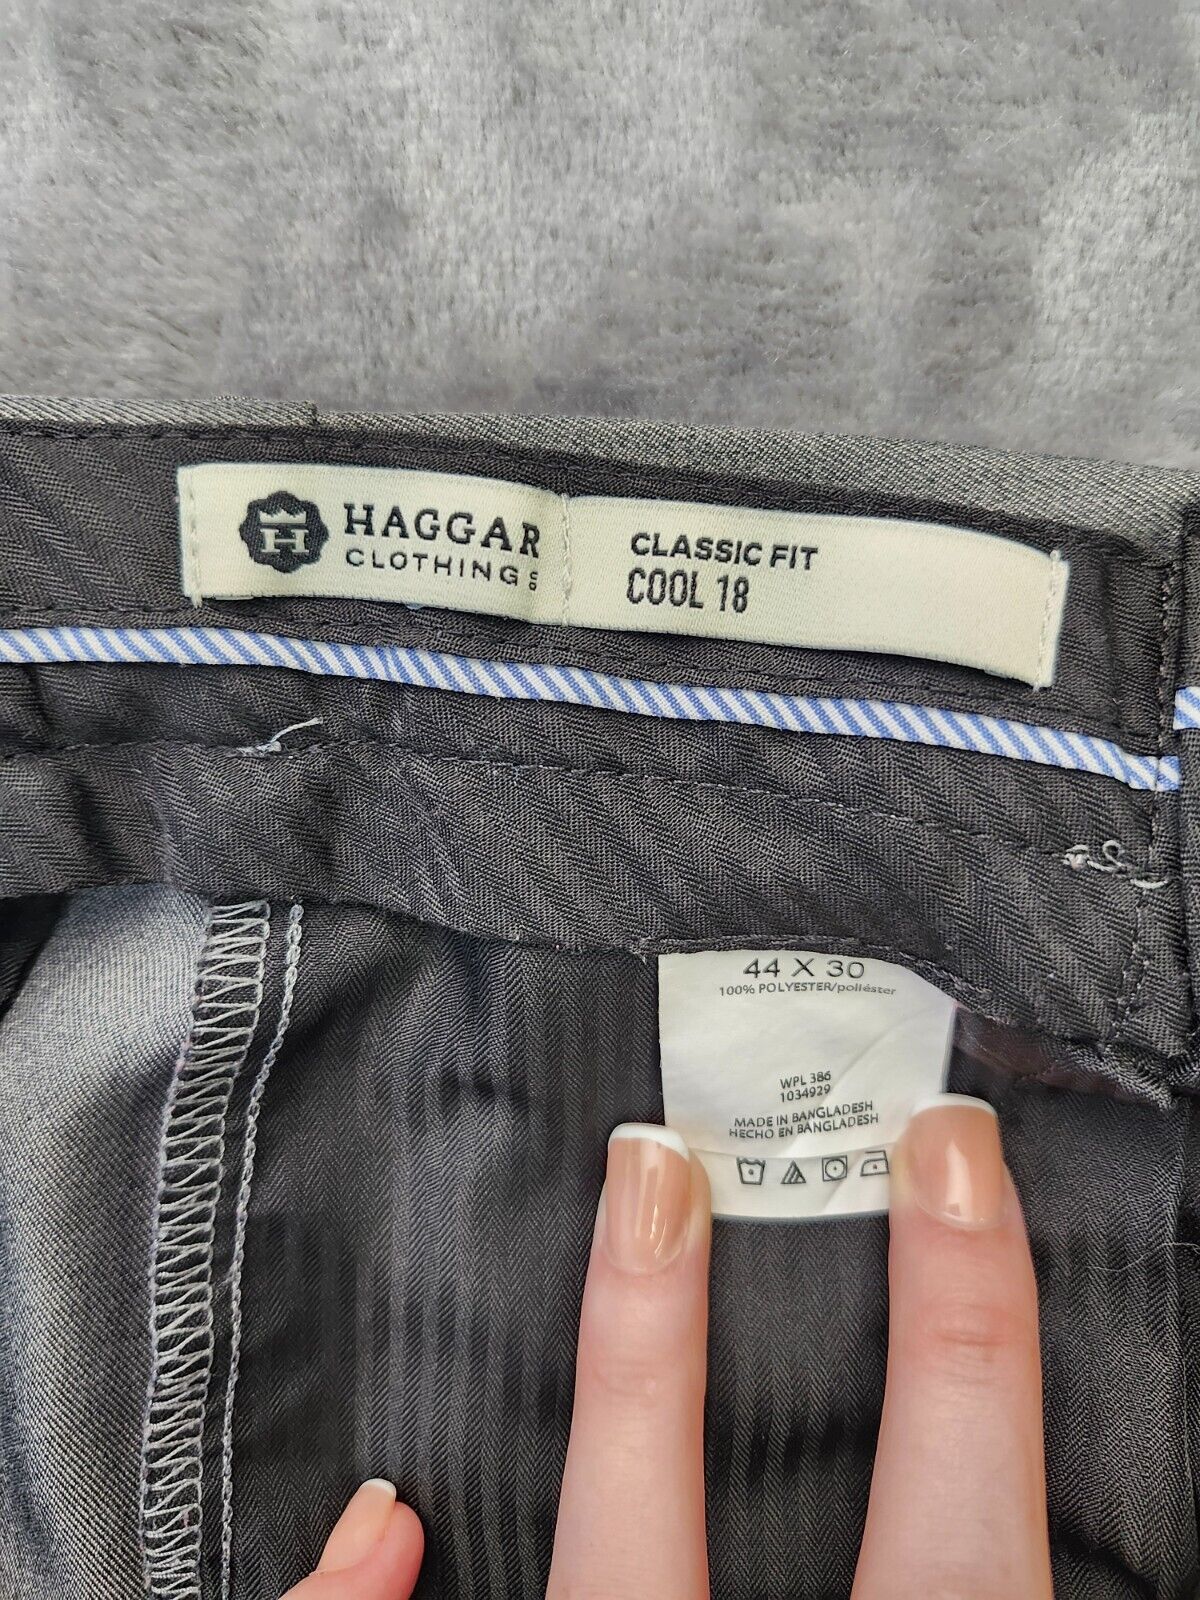 H
HAGGAR
CLOTHING CO
CLASSIC FIT
COOL 18
44 X 30
100% POLYESTER/poliéster
WPL 386
1034929
MADE IN BANGLADESH
HECHO EN BANGLADESH